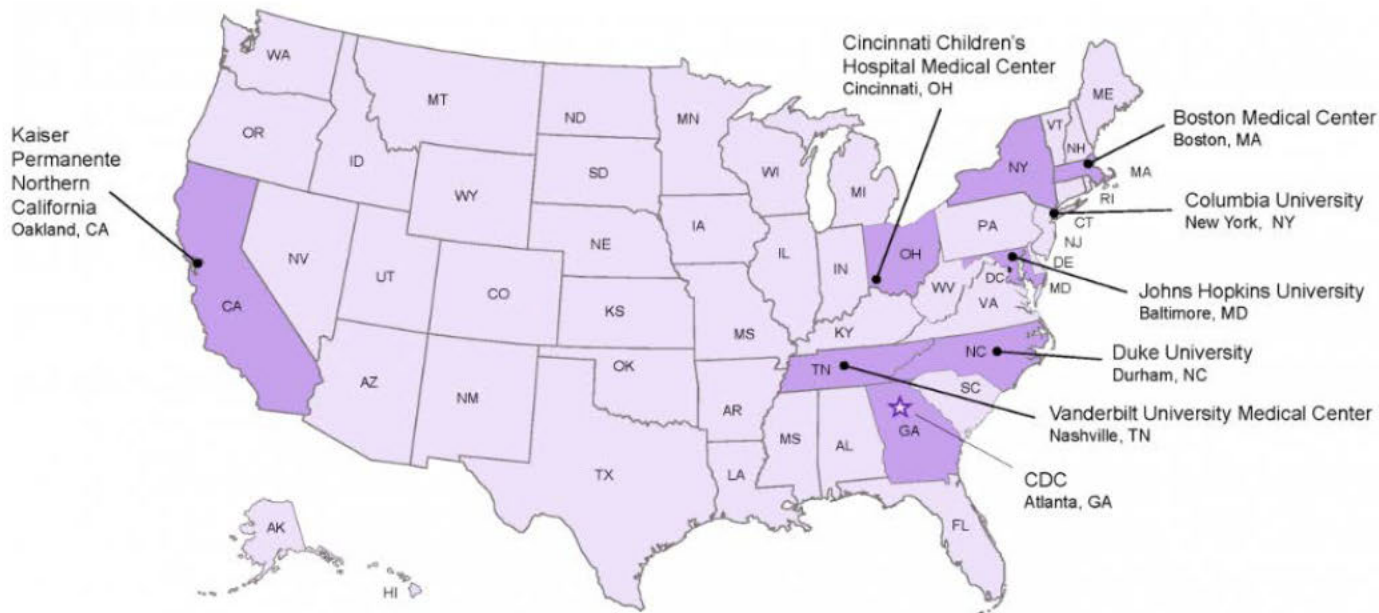 Cincinnati Children's
Hospital Medical Center
Cincinnati, OH
Boston Medical Center
Boston, MA
Columbia University
New York, NY
Johns Hopkins University
Baltimore, MD
Duke University
Durham, NC
Vanderbilt University Medical Center
Nashville, TN
CDC
Atlanta, GA
Kaiser
Permanente
Northern
California
Oakland, CA
WA
OR
CA
ID
NV
MT
WY
UT
AZ
CO
NM
ND
SD
NE
KS
OK
TX
MN
IA
MS
AR
LA
WI
IL
MI
IN
OH
KY
TN
MS
AL
GA
FL
SC
NC
VA
WV
DC
PA
NY
VT
NH
ME
MA
RI
CT
NJ
DE
MD
AK
HI